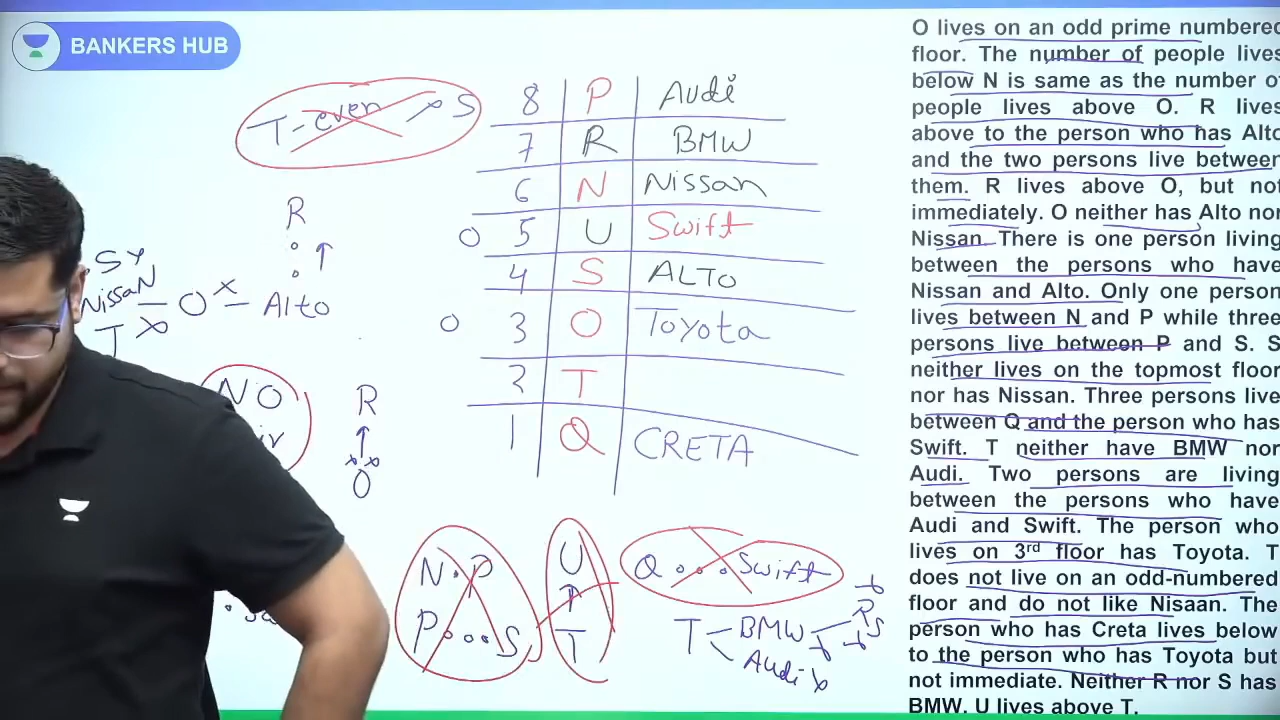 BANKERS HUB
T-even S
8 P Audi
7 R BMW
6 N Nissan
O 5 U Swift
4 S ALTO
O 3 O Toyota
2 T
1 Q CRETA
R
Nissan O x Alto
T
NO
R
O
N . P
P ... S
U
↑
T
Q ... Swift
T BMW R S
Audi
O lives on an odd prime numbered
floor. The number of people lives
below N is same as the number o
people lives above O. R lives
above to the person who has Alto
and the two persons live between
them. R lives above O, but not
immediately. O neither has Alto nor
Nissan. There is one person living
between the persons who have
Nissan and Alto. Only one person
lives between N and P while three
persons live between P and S. S
neither lives on the topmost floor
nor has Nissan. Three persons live
between Q and the person who has
Swift. T neither have BMW nor
Audi. Two persons are living
between the persons who have
Audi and Swift. The person who
lives on 3rd floor has Toyota. T
does not live on an odd-numbered
floor and do not like Nisaan. The
person who has Creta lives below
to the person who has Toyota but
not immediate. Neither R nor S has
BMW. U lives above T.